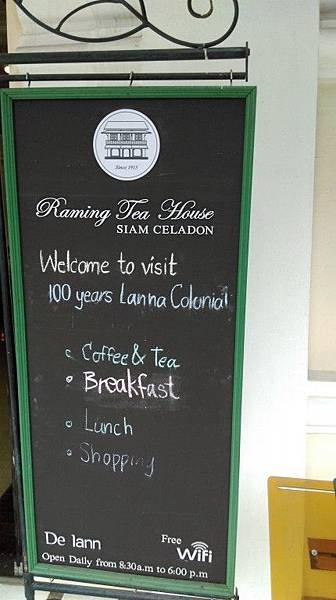 Since 1915
Raming Tea House
SIAM CELADON
Welcome to visit
100 years Lanna Colonial
Coffee & Tea
Breakfast
Lunch
Shopping
De lann
Free
WiFi
Open Daily from 8:30a.m to 6:00 p.m